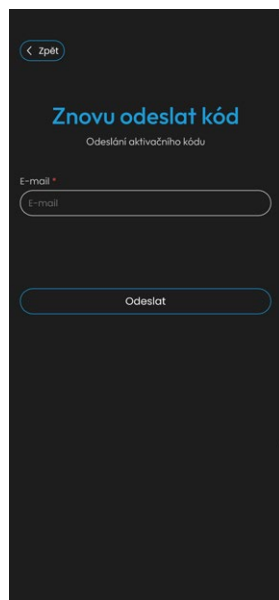 Zpět
Znovu odeslat kód
Odeslání aktivačního kódu
E-mail *
E-mail
Odeslat